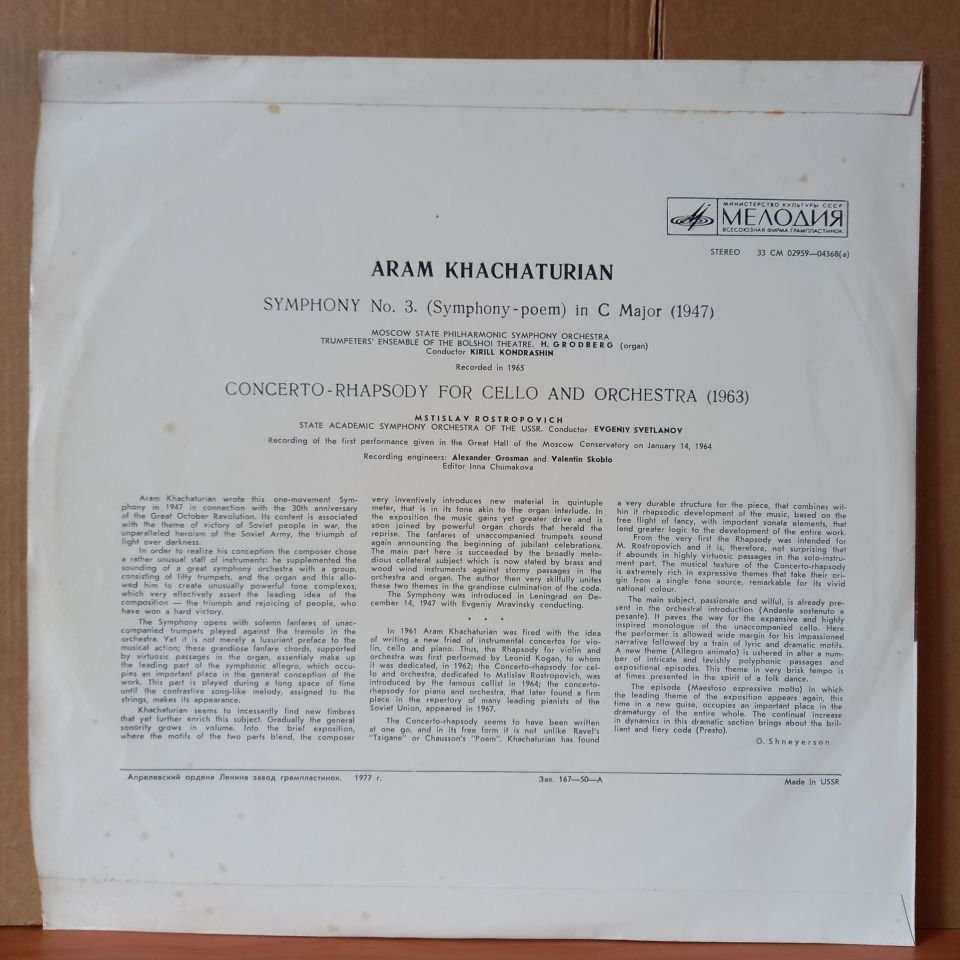 МИНИСТЕРСТВО КУЛЬТУРЫ СССР
МЕЛОДИЯ
ВСЕСОЮЗНАЯ ФИРМА ГРАМПЛАСТИНОК
STEREO 33 СМ 02959—04368(а)
ARAM KHACHATURIAN
SYMPHONY No. 3. (Symphony-poem) in C Major (1947)
MOSCOW STATE PHILHARMONIC SYMPHONY ORCHESTRA
TRUMPETERS' ENSEMBLE OF THE BOLSHOI THEATRE. H. GRODBERG (organ)
Conductor KIRILL KONDRASHIN
Recorded in 1965
CONCERTO-RHAPSODY FOR CELLO AND ORCHESTRA (1963)
MSTISLAV ROSTROPOVICH
STATE ACADEMIC SYMPHONY ORCHESTRA OF THE USSR. Conductor EVGENIY SVETLANOV
Recording of the first performance given in the Great Hall of the Moscow Conservatory on January 14, 1964
Recording engineers: Alexander Grosman and Valentin Skoblo
Editor Inna Chumakova
Aram Khachaturian wrote this one-movement Sym-
phony in 1947 in connection with the 30th anniversary
of the Great October Revolution. Its content is associated
with the theme of victory of Soviet people in war, the
unparalleled heroism of the Soviet Army, the triumph of
light over darkness.
In order to realize his conception the composer chose
a rather unusual staff of instruments: he supplemented the
sounding of a great symphony orchestra with a group,
consisting of fifty trumpets, and the organ and this allo-
wed him to create unusually powerful tone complexes,
which very effectively assert the leading idea of the
composition — the triumph and rejoicing of people, who
have won a hard victory.
The Symphony opens with solemn fanfares of unac-
companied trumpets played against the tremolo in the
orchestra. Yet it is not merely a luxuriant preface to the
musical action; these grandiose fanfare chords, supported
by virtuosic passages in the organ, essentialy make up
the leading part of the symphonic allegro, which occu-
pies an important place in the general conception of the
work. This part is played during a long space of time
until the contrastive song-like melody, assigned to the
strings, makes its appearance.
Khachaturian seems to incessantly find new timbres
that yet further enrich this subject. Gradually the general
sonority grows in volume. Into the brief exposition,
where the motifs of the two parts blend, the composer
very inventively introduces new material in quintuple
meter, that is in its tone akin to the organ interlude. In
the exposition the music gains yet greater drive and is
soon joined by powerful organ chords that herald the
reprise. The fanfares of unaccompanied trumpets sound
again announcing the beginning of jubilant celebrations.
The main part here is succeeded by the broadly melo-
dious collateral subject which is now stated by brass and
wood wind instruments against stormy passages in the
orchestra and organ. The author then very skilfully unites
these two themes in the grandiose culmination of the coda.
The Symphony was introduced in Leningrad on De-
cember 14, 1947 with Evgeniy Mravinsky conducting.
* * *
In 1961 Aram Khachaturian was fired with the idea
of writing a new friad of instrumental concertos for vio-
lin, cello and piano. Thus, the Rhapsody for violin and
orchestra was first performed by Leonid Kogan, to whom
it was dedicated, in 1962; the Concerto-rhapsody for cel-
lo and orchestra, dedicated to Mstislav Rostropovich, was
introduced by the famous cellist in 1964; the concerto-
rhapsody for piano and orchestra, that later found a firm
place in the repertory of many leading pianists of the
Soviet Union, appeared in 1967.
The Concerto-rhapsody seems to have been written
at one go, and in its free form it is not unlike Ravel's
"Tzigane" or Chausson's "Poem". Khachaturian has found
a very durable structure for the piece, that combines wit-
hin it rhapsodic development of the music, based on the
free flight of fancy, with important sonata elements, that
lend greater logic to the development of the entire work.
From the very first the Rhapsody was intended for
M. Rostropovich and it is, therefore, not surprising that
it abounds in highly virtuosic passages in the solo-instru-
ment part. The musical texture of the Concerto-rhapsody
is extremely rich in expressive themes that take their ori-
gin from a single tone source, remarkable for its vivid
national colour.
The main subject, passionate and wilful, is already pre-
sent in the orchestral introduction (Andante sostenuto e
pesante). It paves the way for the expansive and highly
inspired monologue of the unaccompanied cello. Here
the performer is allowed wide margin for his impassioned
narrative followed by a train of lyric and dramatic motifs.
A new theme (Allegro animato) is ushered in after a num-
ber of intricate and lavishly polyphonic passages and
expositional episodes. This theme in very brisk tempo is
at times presented in the spirit of a folk dance.
The episode (Maestoso espressivo molto) in which
the leading theme of the exposition appears again, this
time in a new guise, occupies an important place in the
dramaturgy of the entire whole. The continual increase
in dynamics in this dramatic section brings about the bril-
liant and fiery coda (Presto).
G. Shneyerson
Апрелевский ордена Ленина завод грампластинок. 1977 г. Зак. 167—50—А Made in USSR